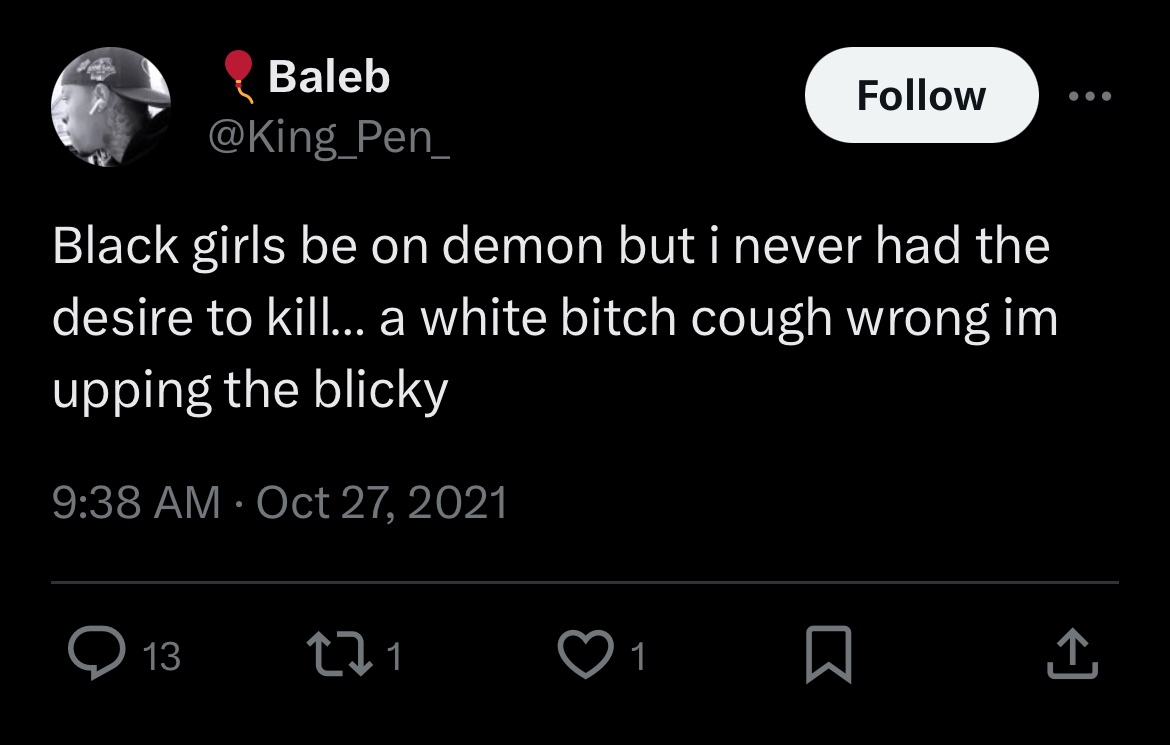 🎈Baleb
Follow
@King_Pen_
Black girls be on demon but i never had the
desire to kill... a white bitch cough wrong im
upping the blicky
9:38 AM · Oct 27, 2021
13
1
1